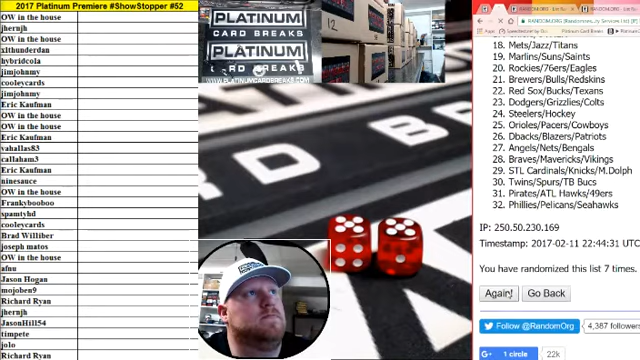 2017 Platinum Premiere #ShowStopper #52
OW in the house
jhernjh
OW in the house
xlthunderdan
hybridcola
jimjohmy
cooleycards
jimjohmy
Eric Kaufman
OW in the house
OW in the house
Eric Kaufman
vahallas83
callaham3
Eric Kaufman
ninesauce
OW in the house
Frankybooboo
spamtyhd
cooleycards
Brad Williber
joseph matos
OW in the house
afnu
Jason Hogan
mojoben9
Richard Ryan
jhernjh
JasonHill54
timpete
jolo
Richard Ryan
PLATINUM
CARD BREAKS
PLATINUM
CARD BREAKS
WWW.PLATINUMCARDBREAKS.COM
12
RD BR
18. Mets/Jazz/Titans
19. Marlins/Suns/Saints
20. Rockies/76ers/Eagles
21. Brewers/Bulls/Redskins
22. Red Sox/Bucks/Texans
23. Dodgers/Grizzlies/Colts
24. Steelers/Hockey
25. Orioles/Pacers/Cowboys
26. Dbacks/Blazers/Patriots
27. Angels/Nets/Bengals
28. Braves/Mavericks/Vikings
29. STL Cardinals/Knicks/M.Dolph
30. Twins/Spurs/TB Bucs
31. Pirates/ATL Hawks/49ers
32. Phillies/Pelicans/Seahawks
IP: 250.50.230.169
Timestamp: 2017-02-11 22:44:31 UTC
You have randomized this list 7 times.
Again!
Go Back
Follow @RandomOrg
4,387 followers
G+ 1 circle
22k